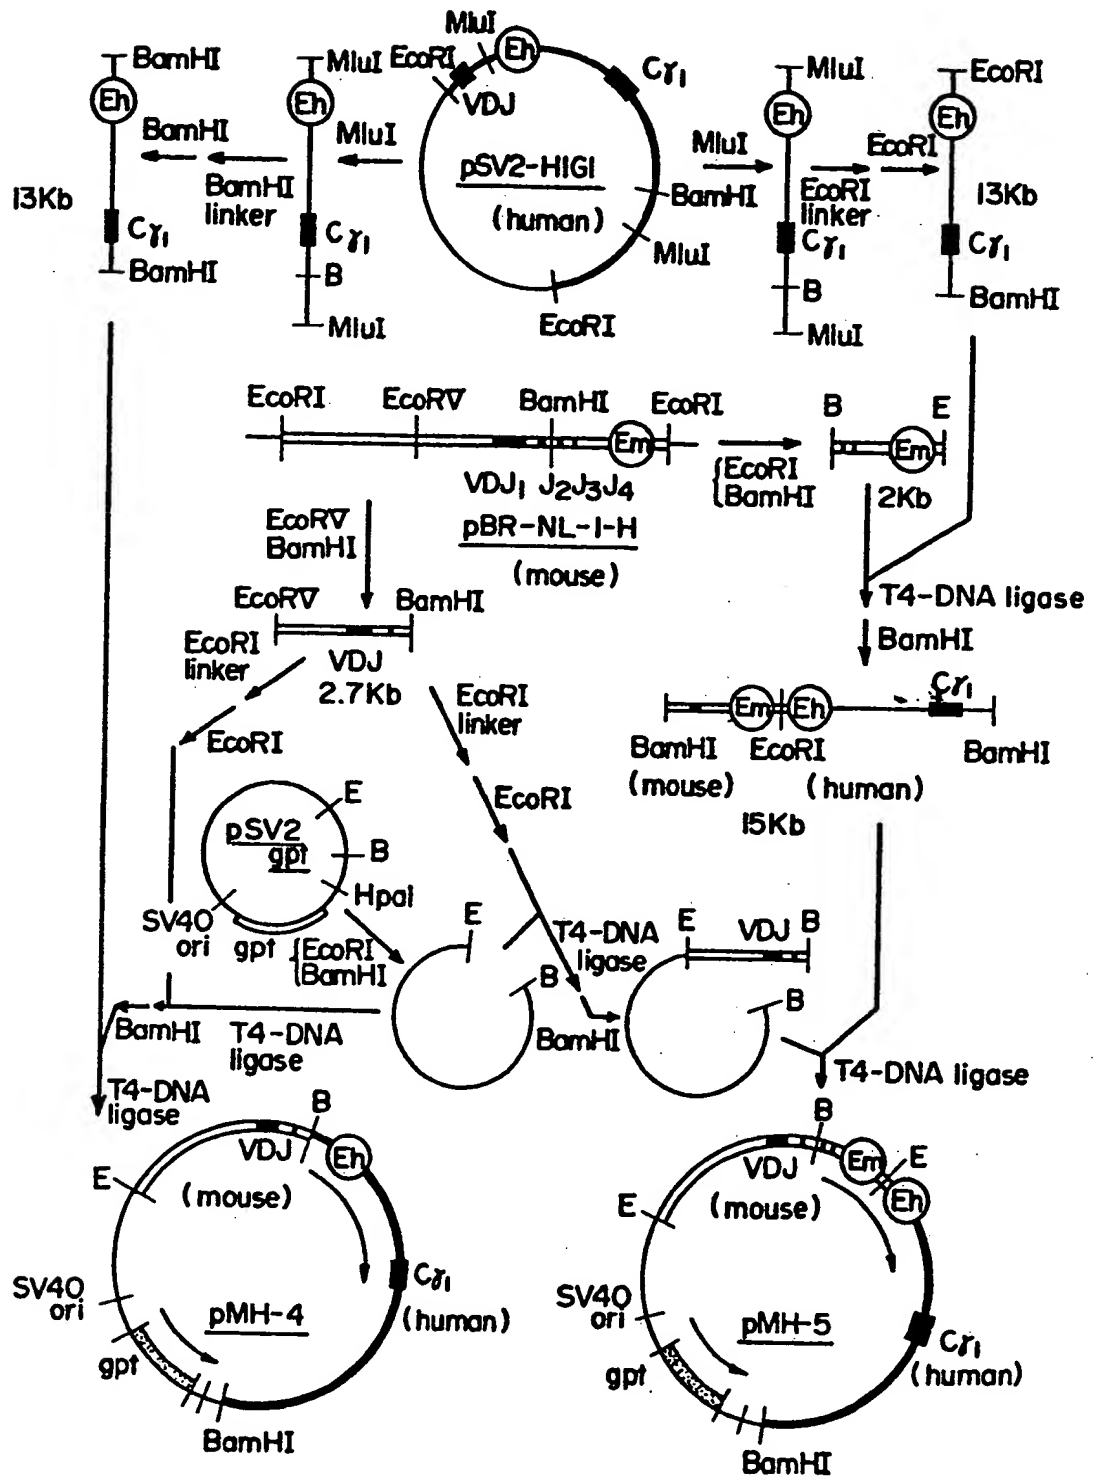 MluI
EcoRI
Eh
VDJ
Cγ1
pSV2-H1G1
(human)
BamHI
MluI
EcoRI
BamHI
Eh
13Kb
Cγ1
BamHI
BamHI
BamHI
linker
MluI
Eh
Cγ1
B
MluI
MluI
MluI
MluI
Eh
Cγ1
B
MluI
EcoRI
EcoRI
linker
EcoRI
Eh
13Kb
Cγ1
BamHI
EcoRI
EcoRV
BamHI
EcoRI
Em
VDJ1 J2J3J4
pBR-NL-1-H
(mouse)
{EcoRI
BamHI
B
E
Em
2Kb
EcoRV
BamHI
EcoRV
BamHI
VDJ
2.7Kb
T4-DNA ligase
BamHI
Em
Eh
Cγ1
BamHI
EcoRI
BamHI
(mouse)
(human)
15Kb
EcoRI
linker
EcoRI
EcoRI
linker
EcoRI
pSV2
gpt
E
B
HpaI
SV40
ori
gpt
{EcoRI
BamHI
E
B
T4-DNA
ligase
BamHI
E
VDJ
B
B
BamHI
T4-DNA
ligase
T4-DNA
ligase
T4-DNA ligase
B
VDJ
Eh
E
(mouse)
Cγ1
(human)
SV40
ori
pMH-4
gpt
BamHI
B
VDJ
Em
E
Eh
E
(mouse)
SV40
ori
pMH-5
Cγ1
(human)
gpt
BamHI